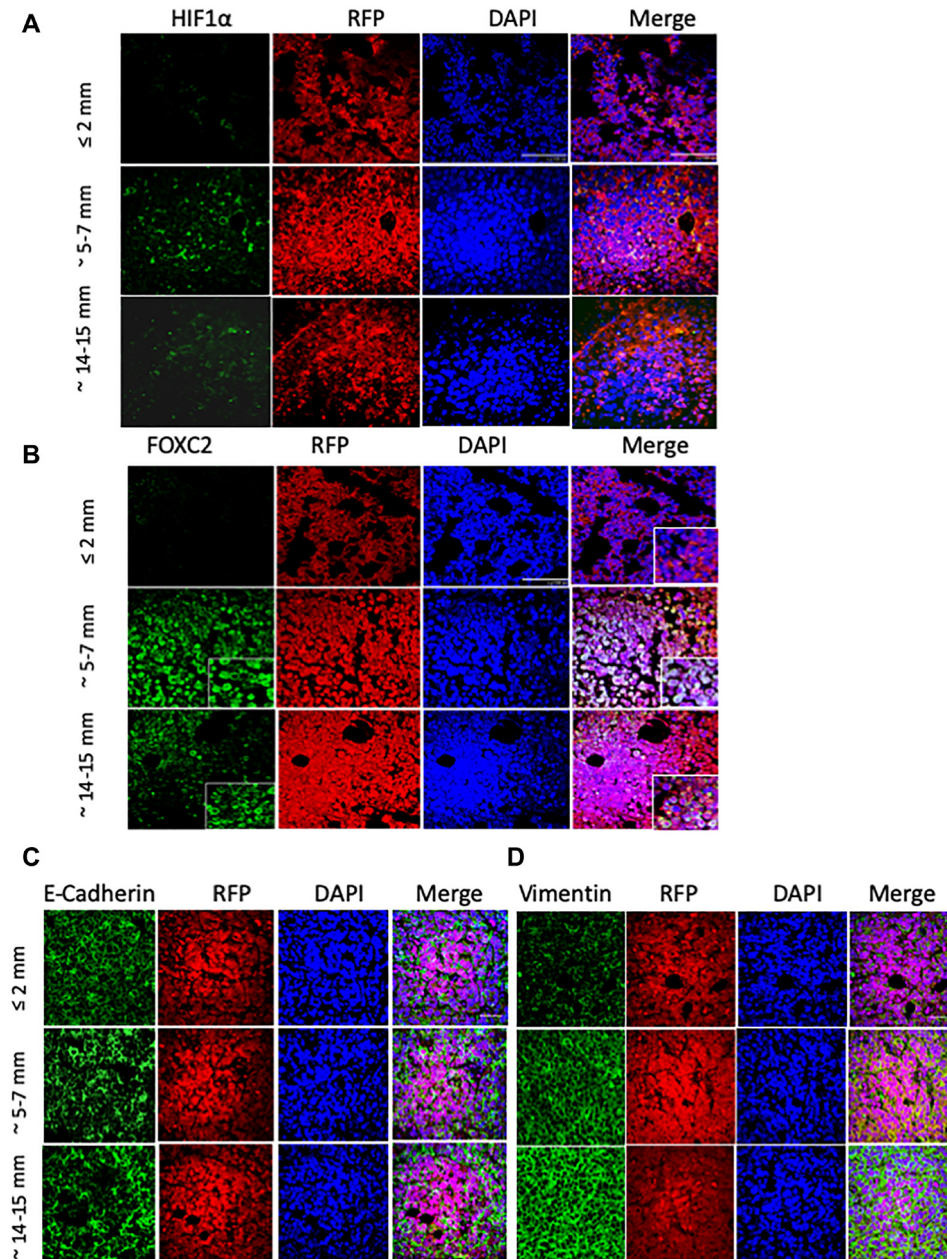 A
HIF1α RFP DAPI Merge
≤ 2 mm
~ 5-7 mm
~ 14-15 mm
B
FOXC2 RFP DAPI Merge
≤ 2 mm
~ 5-7 mm
~ 14-15 mm
C
E-Cadherin RFP DAPI Merge
≤ 2 mm
~ 5-7 mm
~ 14-15 mm
D
Vimentin RFP DAPI Merge